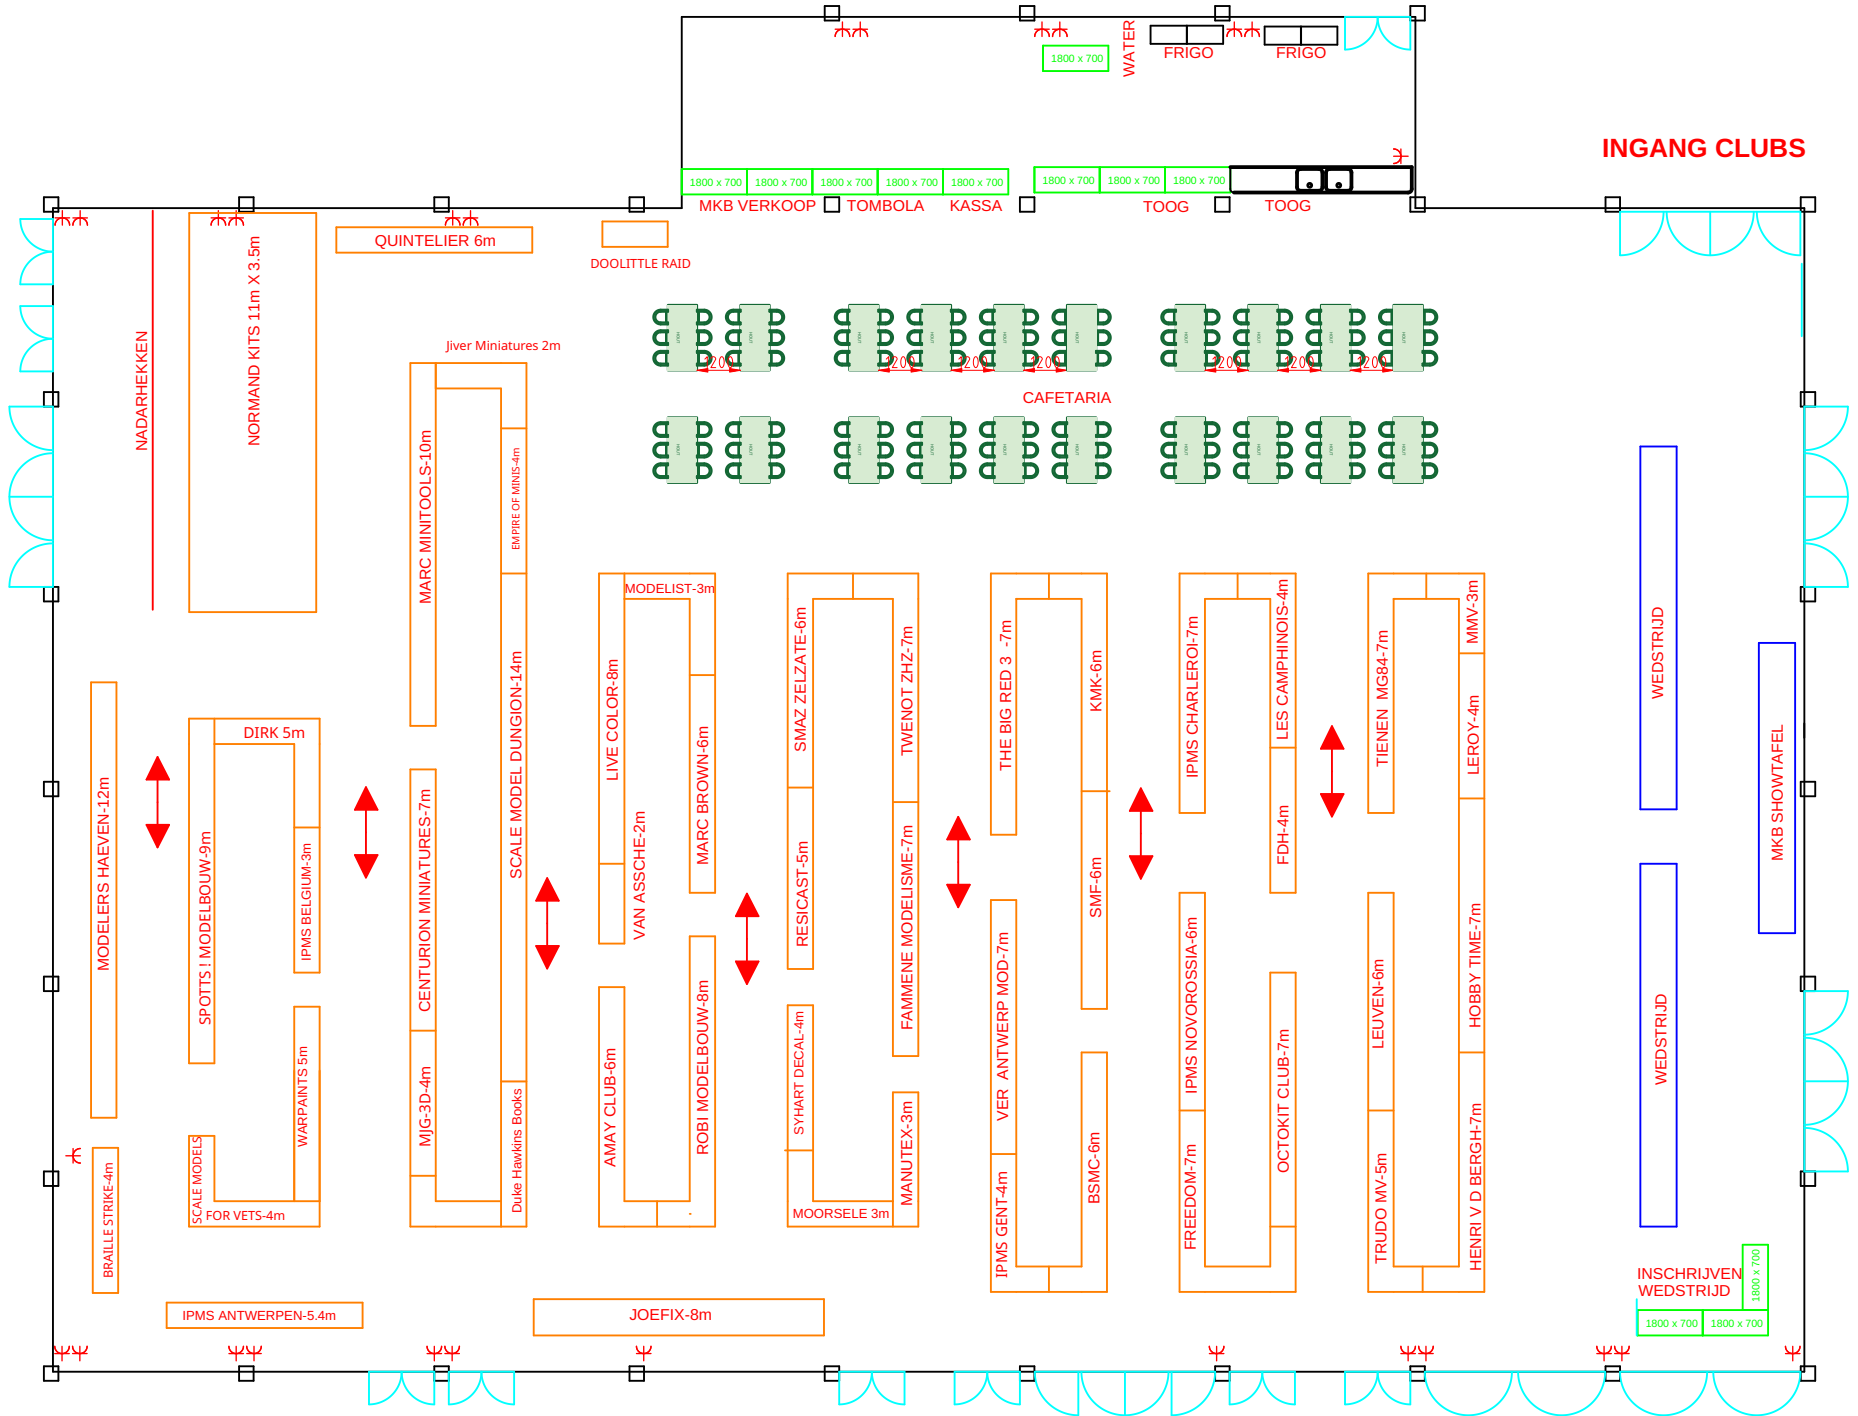 WATER
FRIGO
FRIGO
1800 x 700
INGANG CLUBS
1800 x 700
1800 x 700
1800 x 700
1800 x 700
1800 x 700
1800 x 700
1800 x 700
1800 x 700
MKB VERKOOP
TOMBOLA
KASSA
TOOG
TOOG
QUINTELIER 6m
DOOLITTLE RAID
NADARHEKKEN
NORMAND KITS 11m X 3.5m
Jiver Miniatures 2m
1200
1200
1200
1200
1200
1200
1200
CAFETARIA
MARC MINITOOLS-10m
EMPIRE OF MINIS-4m
SCALE MODEL DUNGION-14m
CENTURION MINIATURES-7m
MJG-3D-4m
Duke Hawkins Books
MODELERS HAEVEN-12m
BRAILLE STRIKE-4m
DIRK 5m
SPOTTS ! MODELBOUW-9m
IPMS BELGIUM-3m
WARPAINTS 5m
SCALE MODELS
FOR VETS-4m
IPMS ANTWERPEN-5.4m
JOEFIX-8m
MODELIST-3m
LIVE COLOR-8m
VAN ASSCHE-2m
MARC BROWN-6m
AMAY CLUB-6m
ROBI MODELBOUW-8m
SMAZ ZELZATE-6m
TWENOT ZHZ-7m
RESICAST-5m
FAMMENE MODELISME-7m
SYHART DECAL-4m
MANUTEX-3m
MOORSELE 3m
THE BIG RED 3 -7m
KMK-6m
SMF-6m
VER ANTWERP MOD-7m
BSMC-6m
IPMS GENT-4m
IPMS CHARLEROI-7m
LES CAMPHINOIS-4m
FDH-4m
IPMS NOVOROSSIA-6m
OCTOKIT CLUB-7m
FREEDOM-7m
TIENEN MG84-7m
MMV-3m
LEROY-4m
HOBBY TIME-7m
LEUVEN-6m
TRUDO MV-5m
HENRI V D BERGH-7m
WEDSTRIJD
WEDSTRIJD
MKB SHOWTAFEL
INSCHRIJVEN
WEDSTRIJD
1800 x 700
1800 x 700
1800 x 700